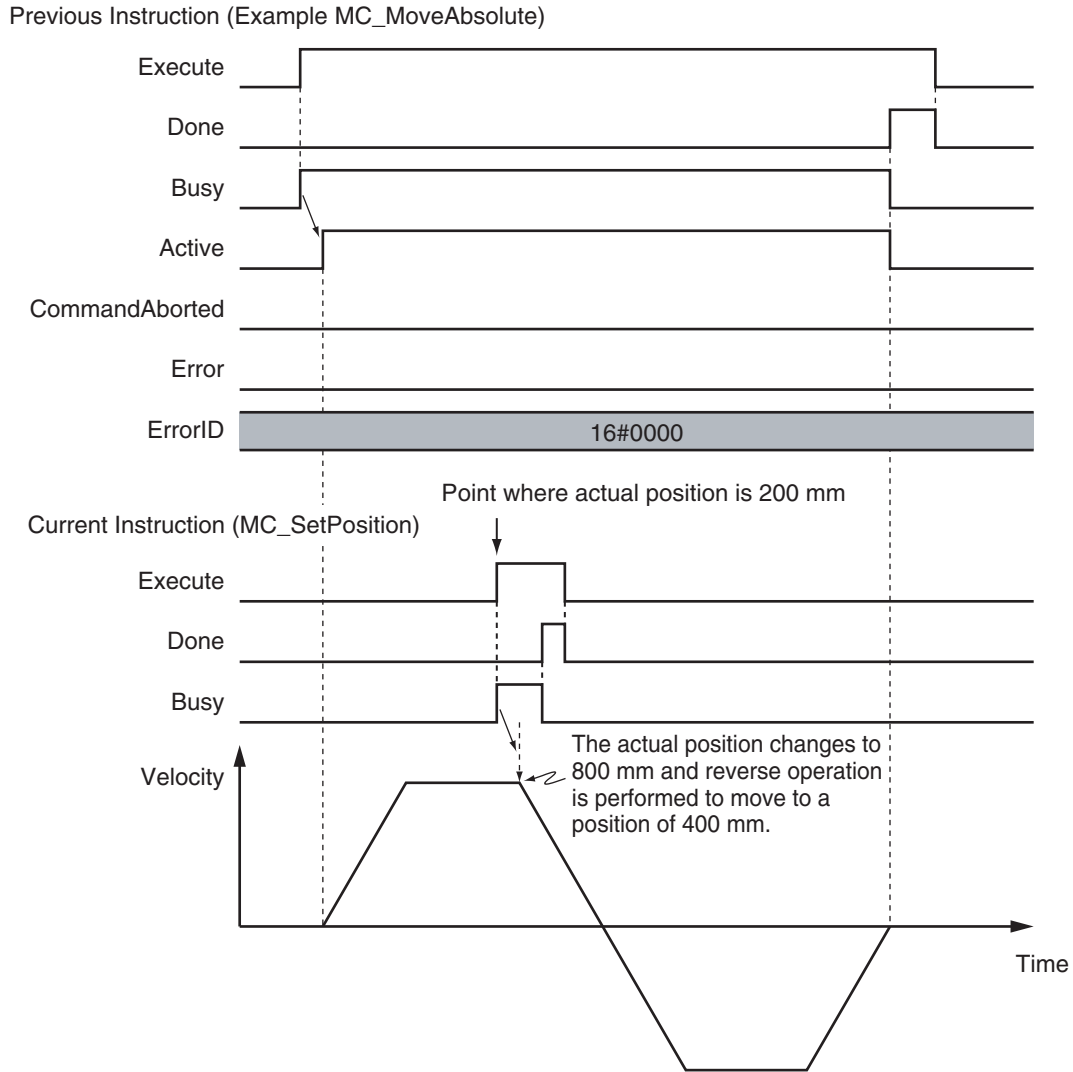 Previous Instruction (Example MC_MoveAbsolute)
Execute
Done
Busy
Active
CommandAborted
Error
ErrorID
16#0000
Point where actual position is 200 mm
Current Instruction (MC_SetPosition)
Execute
Done
Busy
The actual position changes to
800 mm and reverse operation
is performed to move to a
position of 400 mm.
Velocity
Time